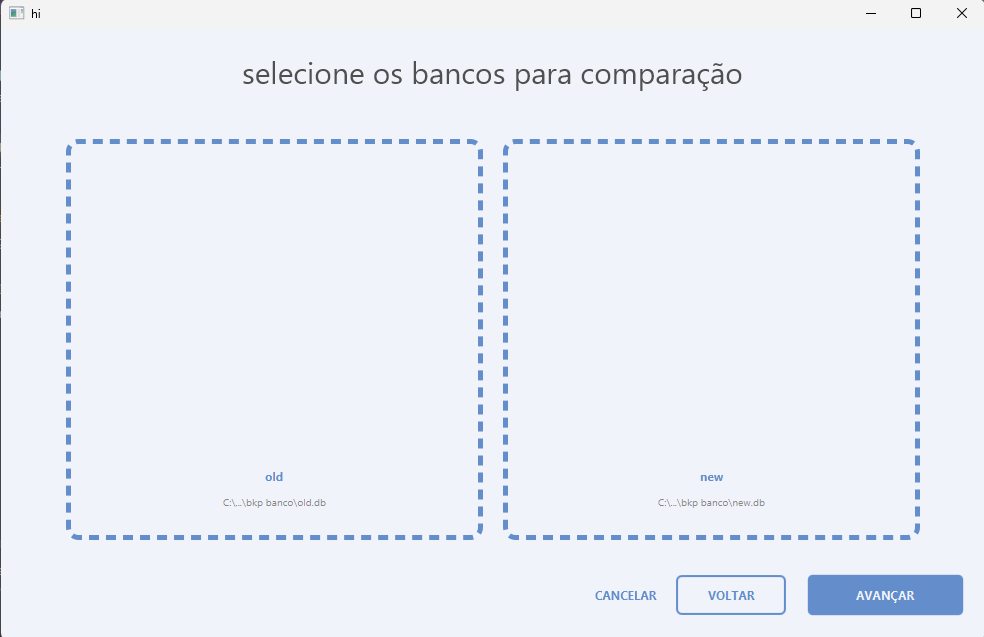 hi
selecione os bancos para comparação
old
C:\...\bkp banco\old.db
new
C:\...\bkp banco\new.db
CANCELAR
VOLTAR
AVANÇAR